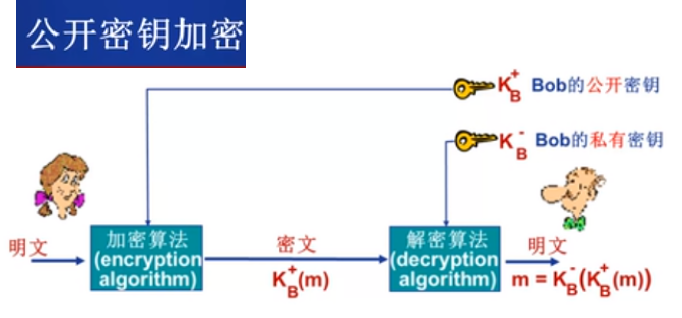 公开密钥加密
K_B^+ Bob的公开密钥
K_B^- Bob的私有密钥
明文
加密算法
(encryption
algorithm)
密文
K_B^+(m)
解密算法
(decryption
algorithm)
明文
m = K_B^-(K_B^+(m))